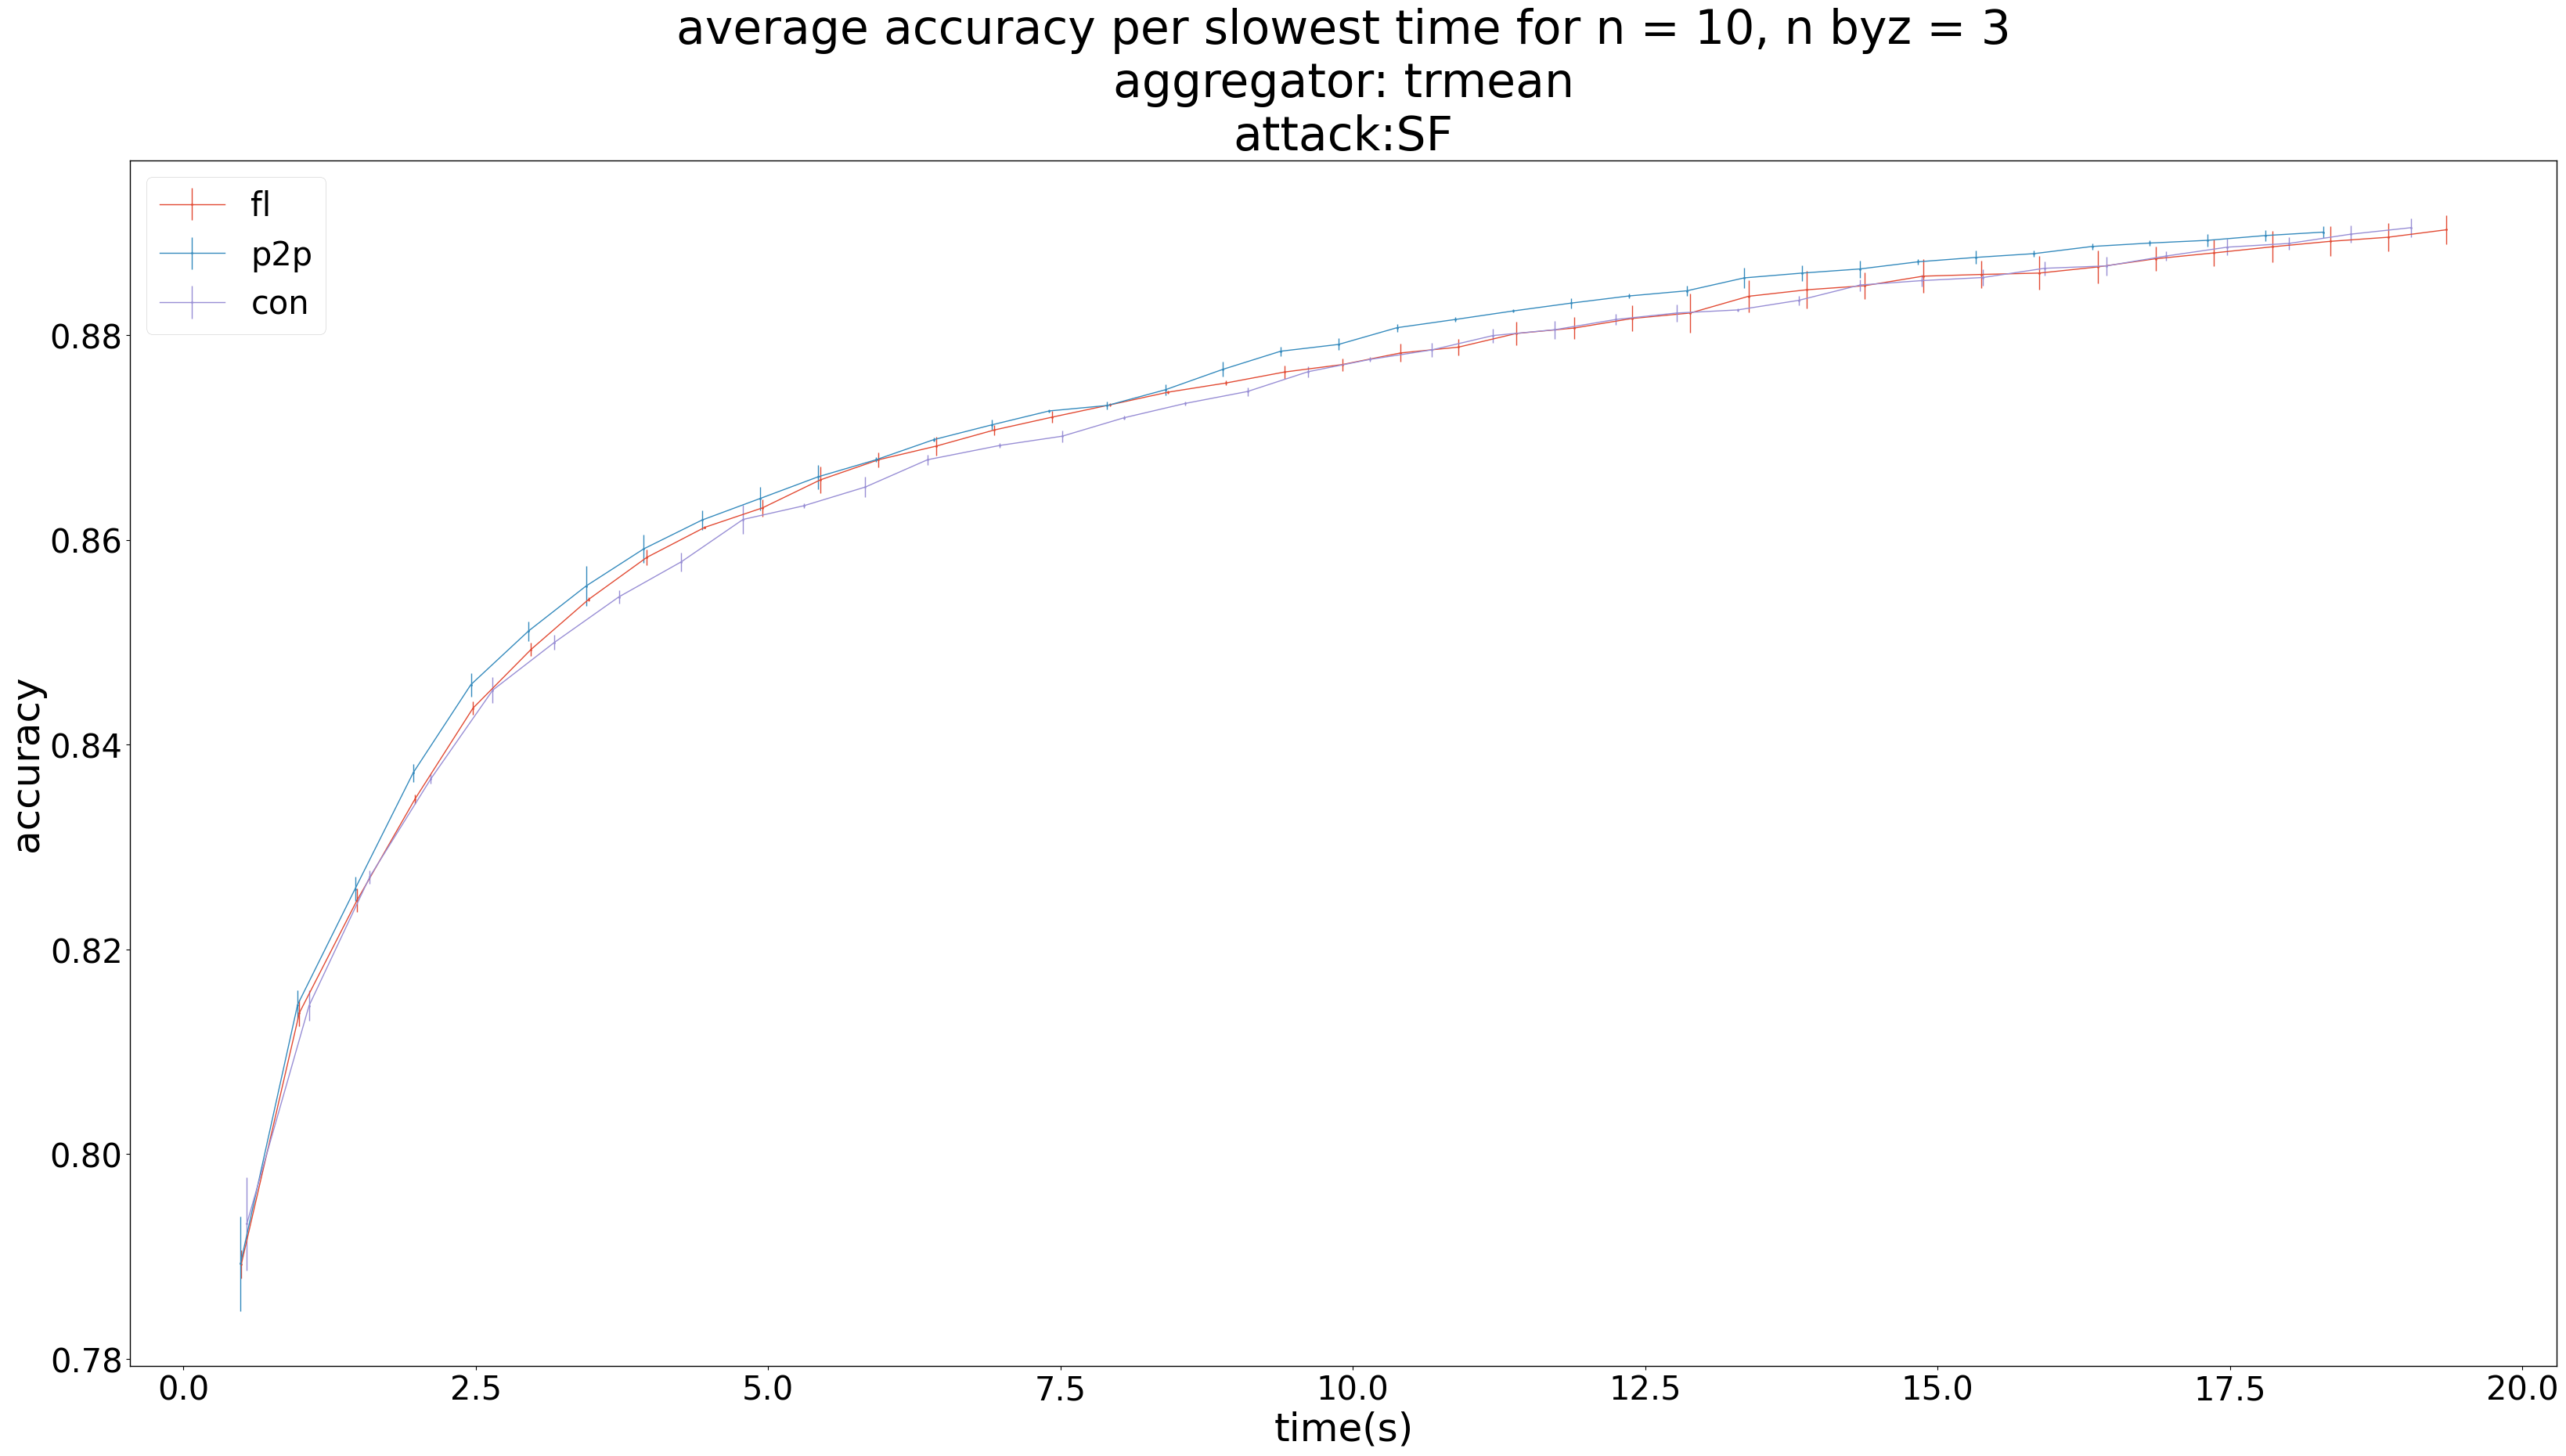 average accuracy per slowest time for n = 10, n byz = 3
aggregator: trmean
attack:SF
fl
p2p
con
accuracy
0.88
0.86
0.84
0.82
0.80
0.78
0.0 2.5 5.0 7.5 10.0 12.5 15.0 17.5 20.0
time(s)